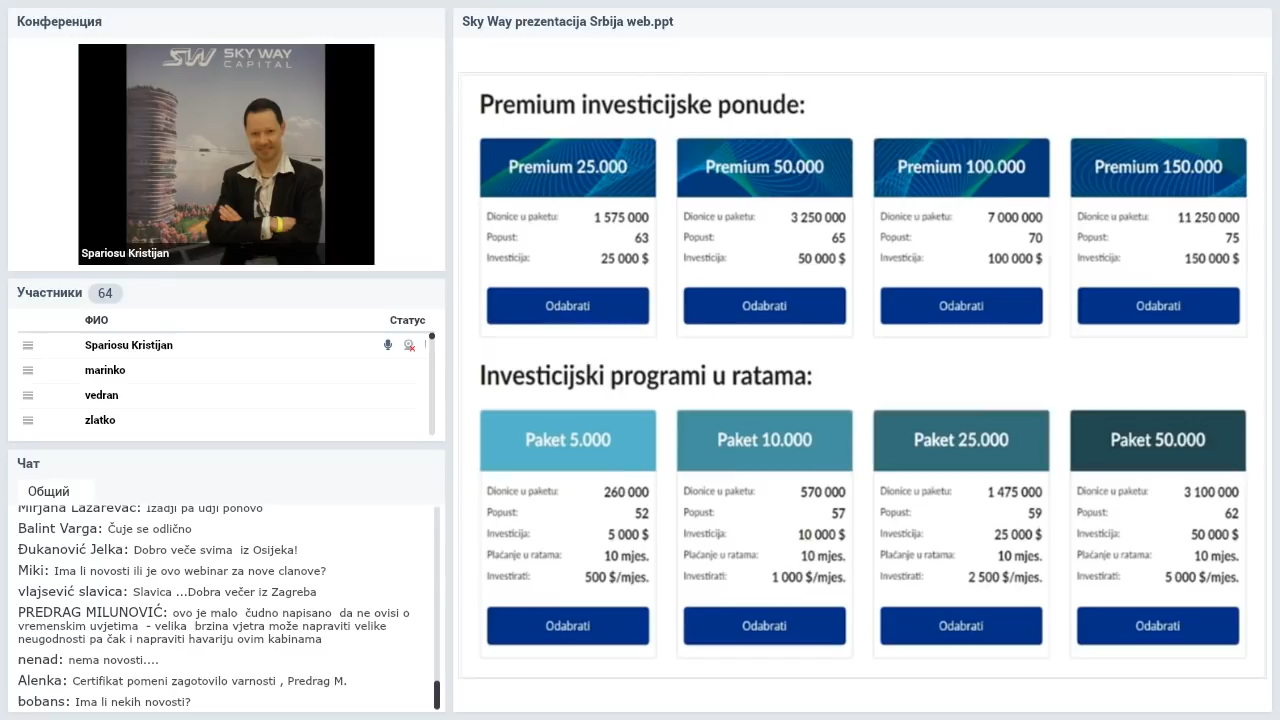 Конференция
SKY WAY
CAPITAL
Spariosu Kristijan
Участники 64
ФИО Статус
Spariosu Kristijan
marinko
vedran
zlatko
Чат
Общий
Mirjana Lazarevac: Izadji pa udji ponovo
Balint Varga: Čuje se odlično
Đukanović Jelka: Dobro veče svima iz Osijeka!
Miki: Ima li novosti ili je ovo webinar za nove clanove?
vlajsević slavica: Slavica ...Dobra večer iz Zagreba
PREDRAG MILUNOVIĆ: ovo je malo čudno napisano da ne ovisi o
vremenskim uvjetima - velika brzina vjetra može napraviti velike
neugodnosti pa čak i napraviti havariju ovim kabinama
nenad: nema novosti....
Alenka: Certifikat pomeni zagotovilo varnosti , Predrag M.
bobans: Ima li nekih novosti?
Sky Way prezentacija Srbija web.ppt
Premium investicijske ponude:
Premium 25.000 Premium 50.000 Premium 100.000 Premium 150.000
Dionice u paketu: 1 575 000 Dionice u paketu: 3 250 000 Dionice u paketu: 7 000 000 Dionice u paketu: 11 250 000
Popust: 63 Popust: 65 Popust: 70 Popust: 75
Investicija: 25 000 $ Investicija: 50 000 $ Investicija: 100 000 $ Investicija: 150 000 $
Odabrati Odabrati Odabrati Odabrati
Investicijski programi u ratama:
Paket 5.000 Paket 10.000 Paket 25.000 Paket 50.000
Dionice u paketu: 260 000 Dionice u paketu: 570 000 Dionice u paketu: 1 475 000 Dionice u paketu: 3 100 000
Popust: 52 Popust: 57 Popust: 59 Popust: 62
Investicija: 5 000 $ Investicija: 10 000 $ Investicija: 25 000 $ Investicija: 50 000 $
Plaćanje u ratama: 10 mjes. Plaćanje u ratama: 10 mjes. Plaćanje u ratama: 10 mjes. Plaćanje u ratama: 10 mjes.
Investirati: 500 $/mjes. Investirati: 1 000 $/mjes. Investirati: 2 500 $/mjes. Investirati: 5 000 $/mjes.
Odabrati Odabrati Odabrati Odabrati